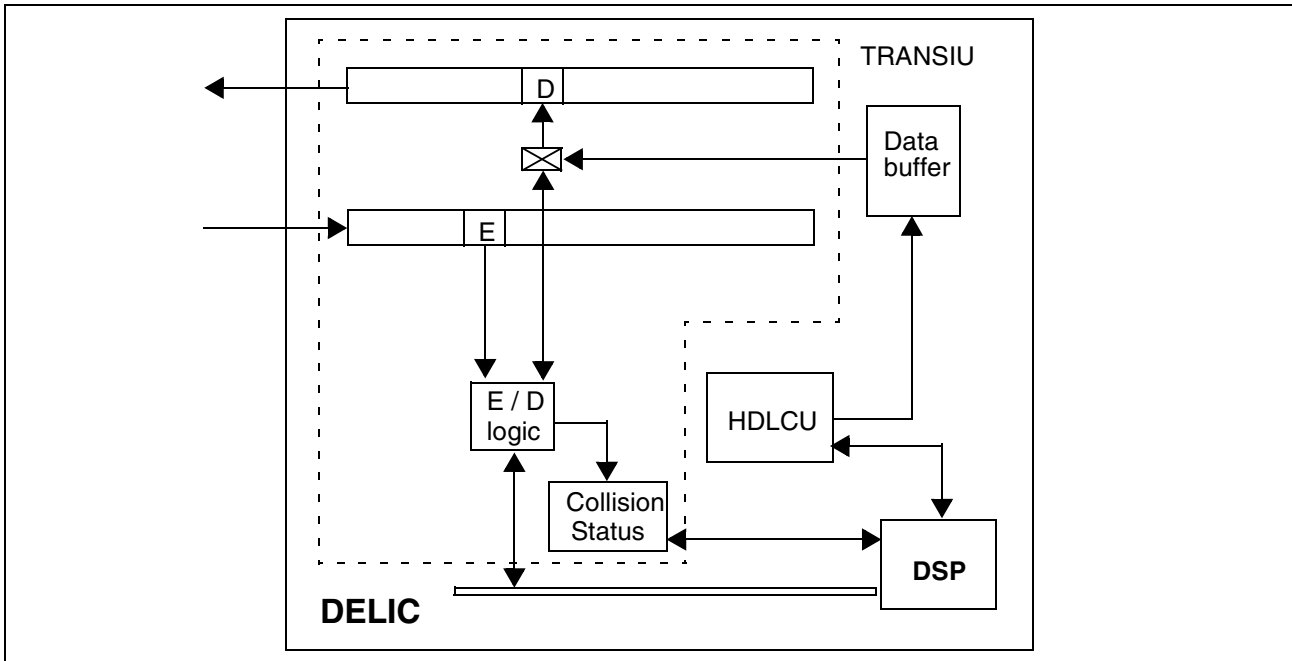 TRANSIU
D
Data
buffer
E
E / D
logic
HDLCU
Collision
Status
DSP
DELIC